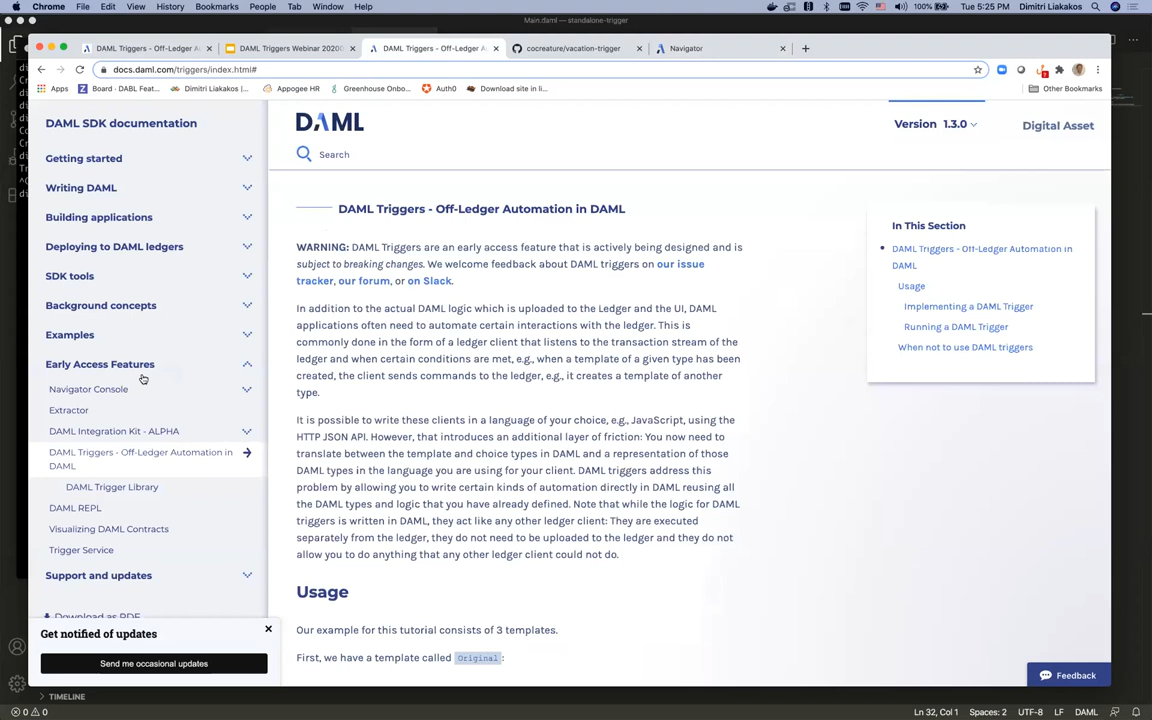 Chrome File Edit View History Bookmarks People Tab Window Help
100% Tue 5:25 PM Dimitri Liakakos
Main.daml — standalone-trigger
DAML Triggers - Off-Ledger Au
DAML Triggers Webinar 20200
DAML Triggers - Off-Ledger A
cocreature/vacation-trigger
Navigator
docs.daml.com/triggers/index.html#
Apps
Board · DABL Feat...
Dimitri Liakakos...
Appogee HR
Greenhouse Onbo...
Auth0
Download site in li...
Other Bookmarks
DAML SDK documentation
Getting started
Writing DAML
Building applications
Deploying to DAML ledgers
SDK tools
Background concepts
Examples
Early Access Features
Navigator Console
Extractor
DAML Integration Kit - ALPHA
DAML Triggers - Off-Ledger Automation in
DAML
DAML Trigger Library
DAML REPL
Visualizing DAML Contracts
Trigger Service
Support and updates
Download as PDF
Get notified of updates
Send me occasional updates
DAML
Version 1.3.0
Digital Asset
Search
DAML Triggers - Off-Ledger Automation in DAML
WARNING: DAML Triggers are an early access feature that is actively being designed and is
subject to breaking changes. We welcome feedback about DAML triggers on our issue
tracker, our forum, or on Slack.
In addition to the actual DAML logic which is uploaded to the Ledger and the UI, DAML
applications often need to automate certain interactions with the ledger. This is
commonly done in the form of a ledger client that listens to the transaction stream of the
ledger and when certain conditions are met, e.g., when a template of a given type has been
created, the client sends commands to the ledger, e.g., it creates a template of another
type.
It is possible to write these clients in a language of your choice, e.g., JavaScript, using the
HTTP JSON API. However, that introduces an additional layer of friction: You now need to
translate between the template and choice types in DAML and a representation of those
DAML types in the language you are using for your client. DAML triggers address this
problem by allowing you to write certain kinds of automation directly in DAML reusing all
the DAML types and logic that you have already defined. Note that while the logic for DAML
triggers is written in DAML, they act like any other ledger client: They are executed
separately from the ledger, they do not need to be uploaded to the ledger and they do not
allow you to do anything that any other ledger client could not do.
Usage
Our example for this tutorial consists of 3 templates.
First, we have a template called Original:
In This Section
DAML Triggers - Off-Ledger Automation in
DAML
Usage
Implementing a DAML Trigger
Running a DAML Trigger
When not to use DAML triggers
Feedback
TIMELINE
0 0
Ln 32, Col 1 Spaces: 2 UTF-8 LF DAML